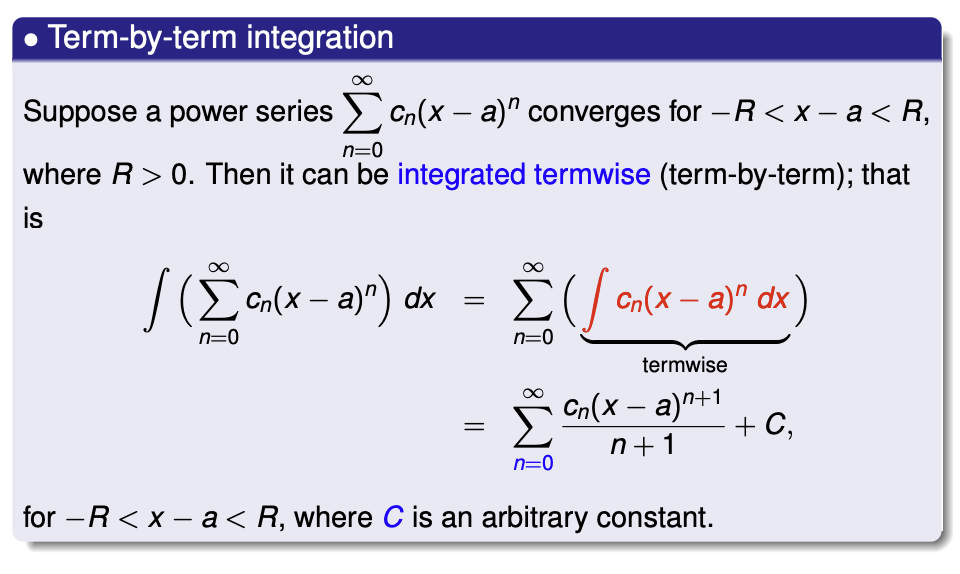 • Term-by-term integration
Suppose a power series $\sum_{n=0}^{\infty} c_n(x-a)^n$ converges for $-R < x - a < R$,
where $R > 0$. Then it can be integrated termwise (term-by-term); that
is
$\int \Big( \sum_{n=0}^{\infty} c_n(x-a)^n \Big) \, dx = \sum_{n=0}^{\infty} \Big( \underbrace{\int c_n(x-a)^n \, dx}_{\text{termwise}} \Big)$
$= \sum_{n=0}^{\infty} \frac{c_n(x-a)^{n+1}}{n+1} + C,$
for $-R < x - a < R$, where $C$ is an arbitrary constant.